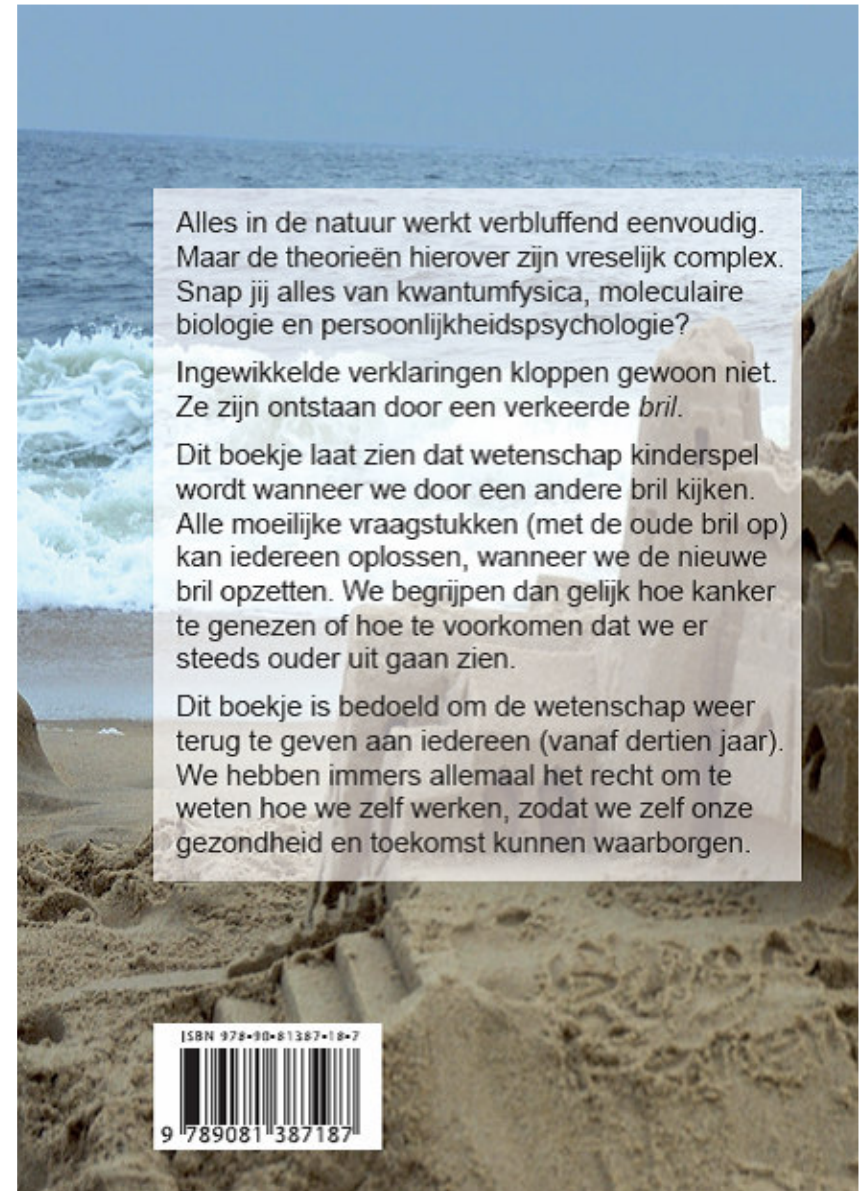 Alles in de natuur werkt verbluffend eenvoudig.
Maar de theorieën hierover zijn vreselijk complex.
Snap jij alles van kwantumfysica, moleculaire
biologie en persoonlijkheidspsychologie?
Ingewikkelde verklaringen kloppen gewoon niet.
Ze zijn ontstaan door een verkeerde bril.
Dit boekje laat zien dat wetenschap kinderspel
wordt wanneer we door een andere bril kijken.
Alle moeilijke vraagstukken (met de oude bril op)
kan iedereen oplossen, wanneer we de nieuwe
bril opzetten. We begrijpen dan gelijk hoe kanker
te genezen of hoe te voorkomen dat we er
steeds ouder uit gaan zien.
Dit boekje is bedoeld om de wetenschap weer
terug te geven aan iedereen (vanaf dertien jaar).
We hebben immers allemaal het recht om te
weten hoe we zelf werken, zodat we zelf onze
gezondheid en toekomst kunnen waarborgen.
ISBN 978-90-81387-18-7
9 789081 387187